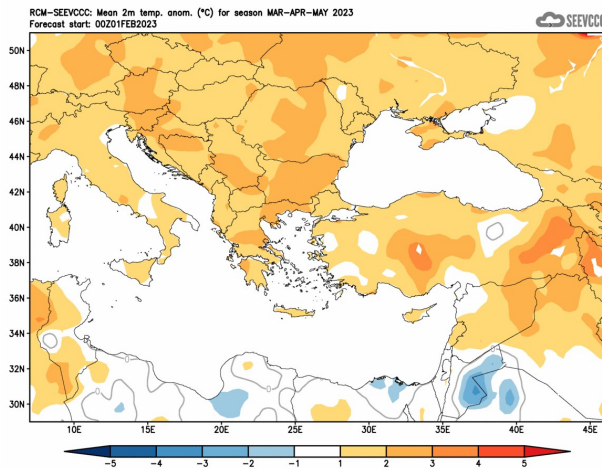 RCM-SEEVCCC: Mean 2m temp. anom. (°C) for season MAR-APR-MAY 2023
Forecast start: 00Z01FEB2023
SEEVCCC
50N
48N
46N
44N
42N
40N
38N
36N
34N
32N
30N
10E 15E 20E 25E 30E 35E 40E 45E
-5 -4 -3 -2 -1 1 2 3 4 5